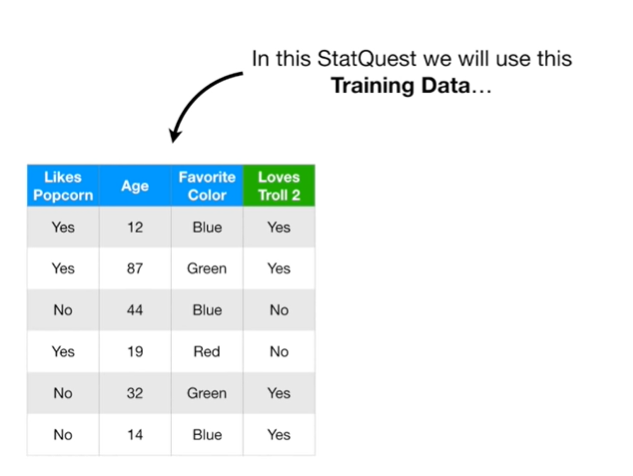 In this StatQuest we will use this
Training Data...
Likes Popcorn Age Favorite Color Loves Troll 2
Yes 12 Blue Yes
Yes 87 Green Yes
No 44 Blue No
Yes 19 Red No
No 32 Green Yes
No 14 Blue Yes